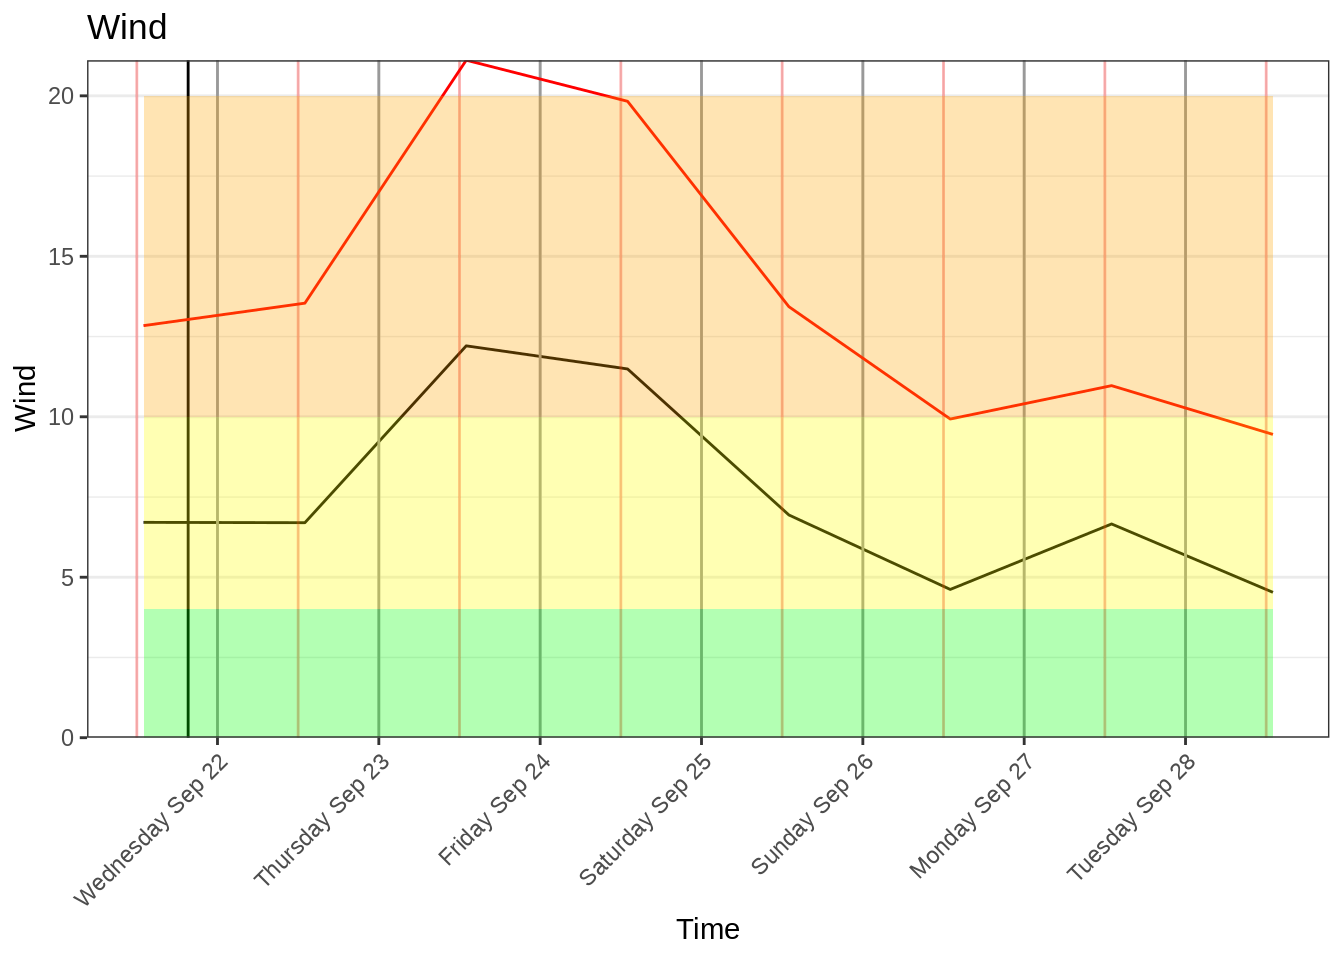 Wind
20
15
10
5
0
Wind
Wednesday Sep 22
Thursday Sep 23
Friday Sep 24
Saturday Sep 25
Sunday Sep 26
Monday Sep 27
Tuesday Sep 28
Time